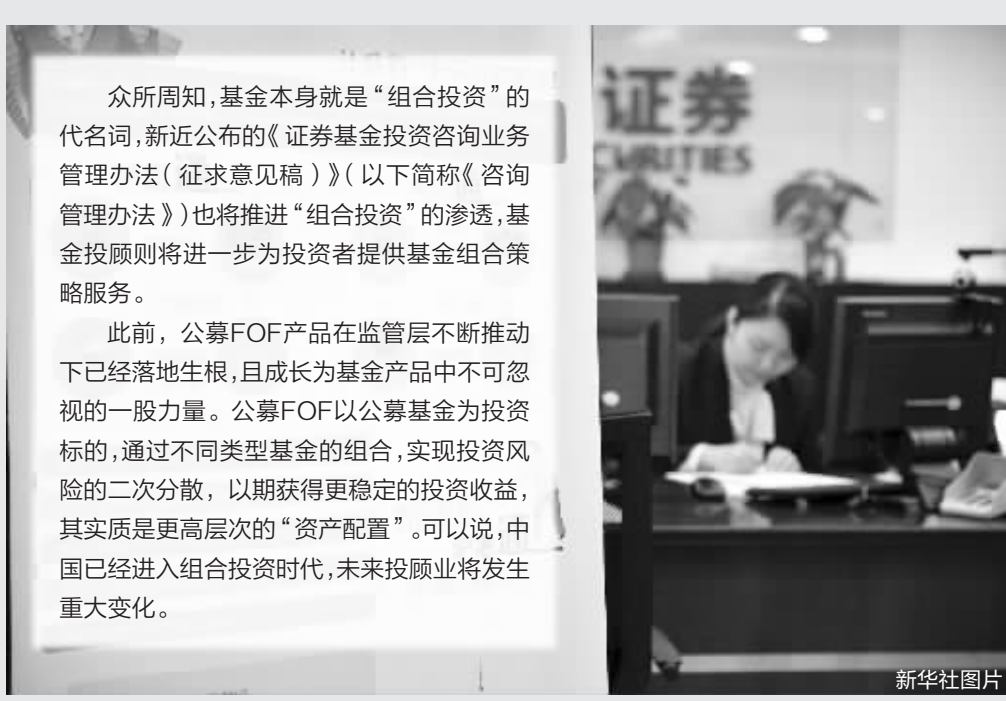 众所周知,基金本身就是“组合投资”的
代名词,新近公布的《证券基金投资咨询业务
管理办法(征求意见稿)》(以下简称《咨询
管理办法》)也将推进“组合投资”的渗透,基
金投顾则将进一步为投资者提供基金组合策
略服务。
此前，公募FOF产品在监管层不断推动
下已经落地生根,且成长为基金产品中不可忽
视的一股力量。公募FOF以公募基金为投资
标的,通过不同类型基金的组合,实现投资风
险的二次分散，以期获得更稳定的投资收益，
其实质是更高层次的“资产配置”。可以说,中
国已经进入组合投资时代,未来投顾业将发生
重大变化。
证券
CURITIES
新华社图片